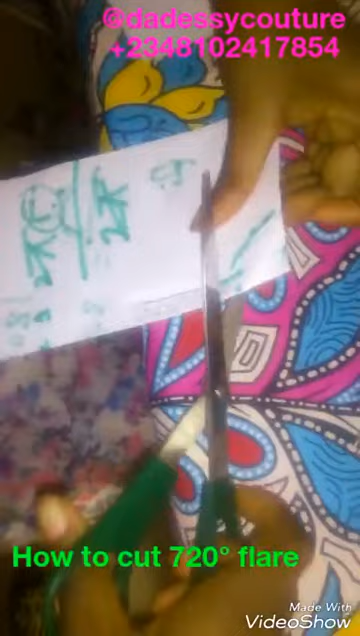 @dadessycouture
+2348102417854
How to cut 720° flare
Made With
VideoShow